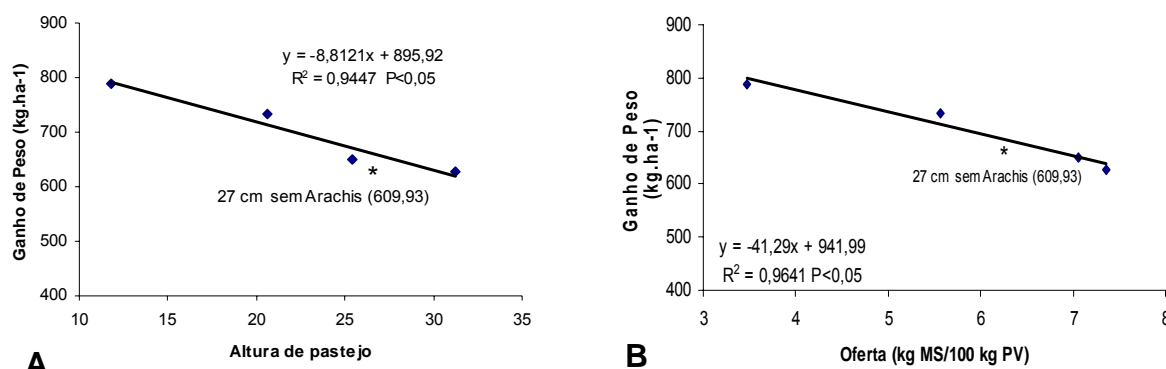 Ganho de Peso (kg.ha-1)
900
800
700
600
500
400
y = -8,8121x + 895,92
R² = 0,9447 P<0,05
*
27 cm sem Arachis (609,93)
10 15 20 25 30 35
Altura de pastejo
A
Ganho de Peso
(kg.ha-1)
900
800
700
600
500
400
*
27 cm sem Arachis (609,93)
y = -41,29x + 941,99
R² = 0,9641 P<0,05
3 4 5 6 7 8
Oferta (kg MS/100 kg PV)
B